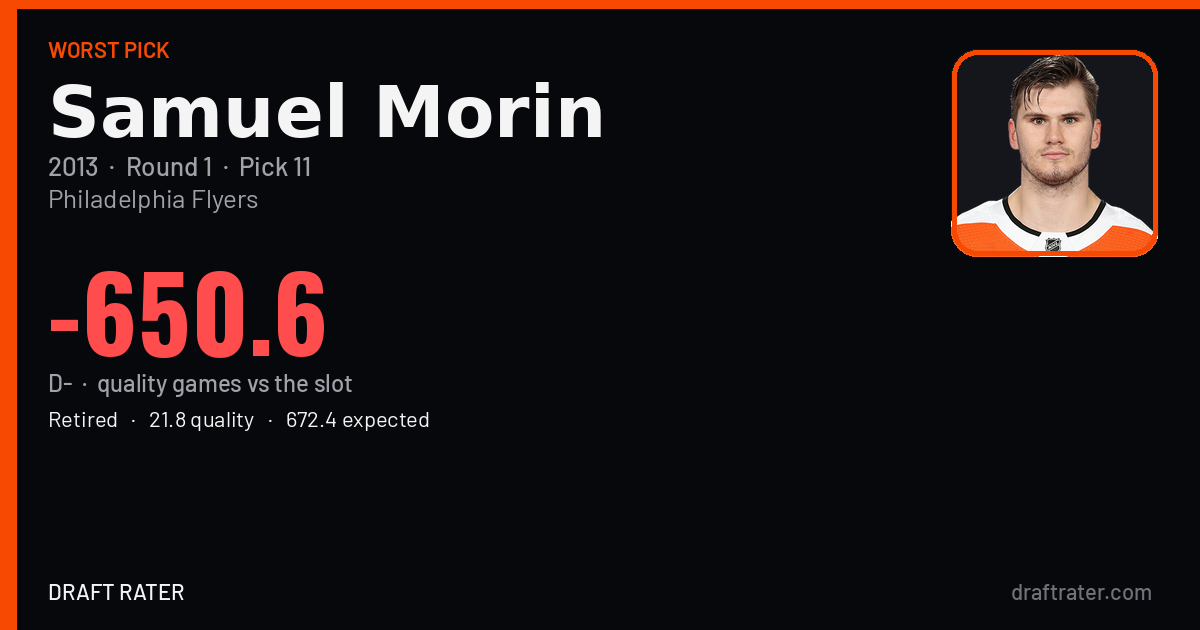 WORST PICK
Samuel Morin
2013 · Round 1 · Pick 11
Philadelphia Flyers
-650.6
D- · quality games vs the slot
Retired · 21.8 quality · 672.4 expected
DRAFT RATER
draftrater.com